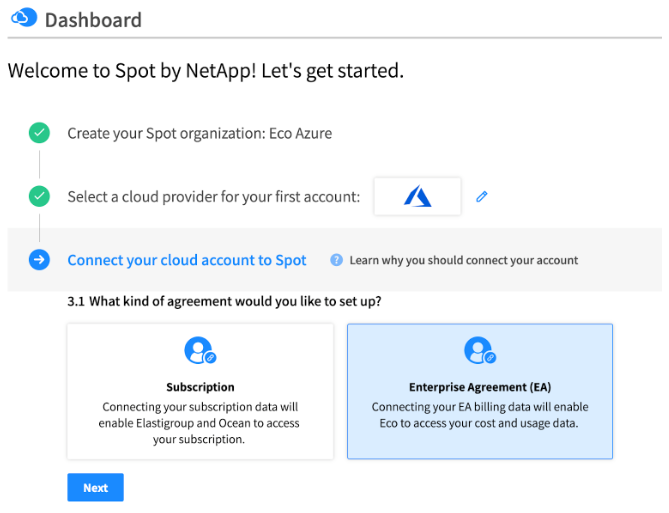 Dashboard
Welcome to Spot by NetApp! Let's get started.
Create your Spot organization: Eco Azure
Select a cloud provider for your first account:
Connect your cloud account to Spot
? Learn why you should connect your account
3.1 What kind of agreement would you like to set up?
Subscription
Connecting your subscription data will
enable Elastigroup and Ocean to access
your subscription.
Enterprise Agreement (EA)
Connecting your EA billing data will enable
Eco to access your cost and usage data.
Next